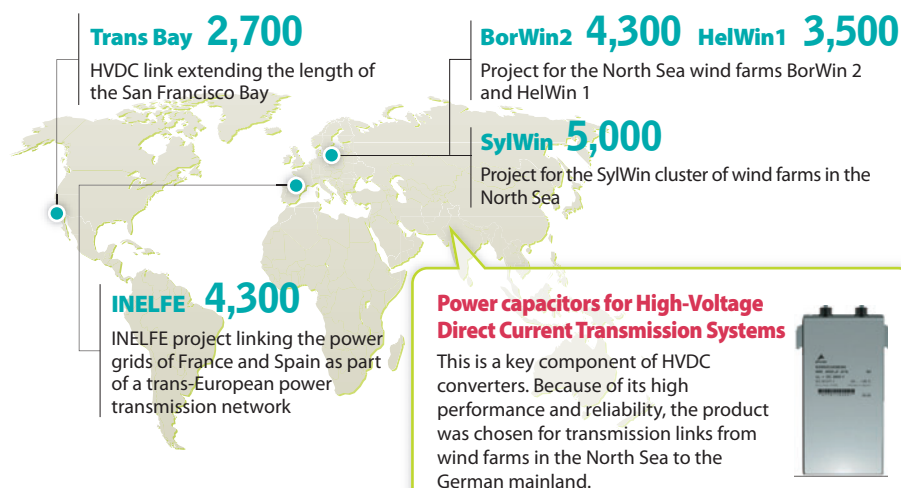 Trans Bay 2,700
HVDC link extending the length of
the San Francisco Bay
BorWin2 4,300 HelWin1 3,500
Project for the North Sea wind farms BorWin 2
and HelWin 1
SylWin 5,000
Project for the SylWin cluster of wind farms in the
North Sea
INELFE 4,300
INELFE project linking the power
grids of France and Spain as part
of a trans-European power
transmission network
Power capacitors for High-Voltage
Direct Current Transmission Systems
This is a key component of HVDC
converters. Because of its high
performance and reliability, the product
was chosen for transmission links from
wind farms in the North Sea to the
German mainland.